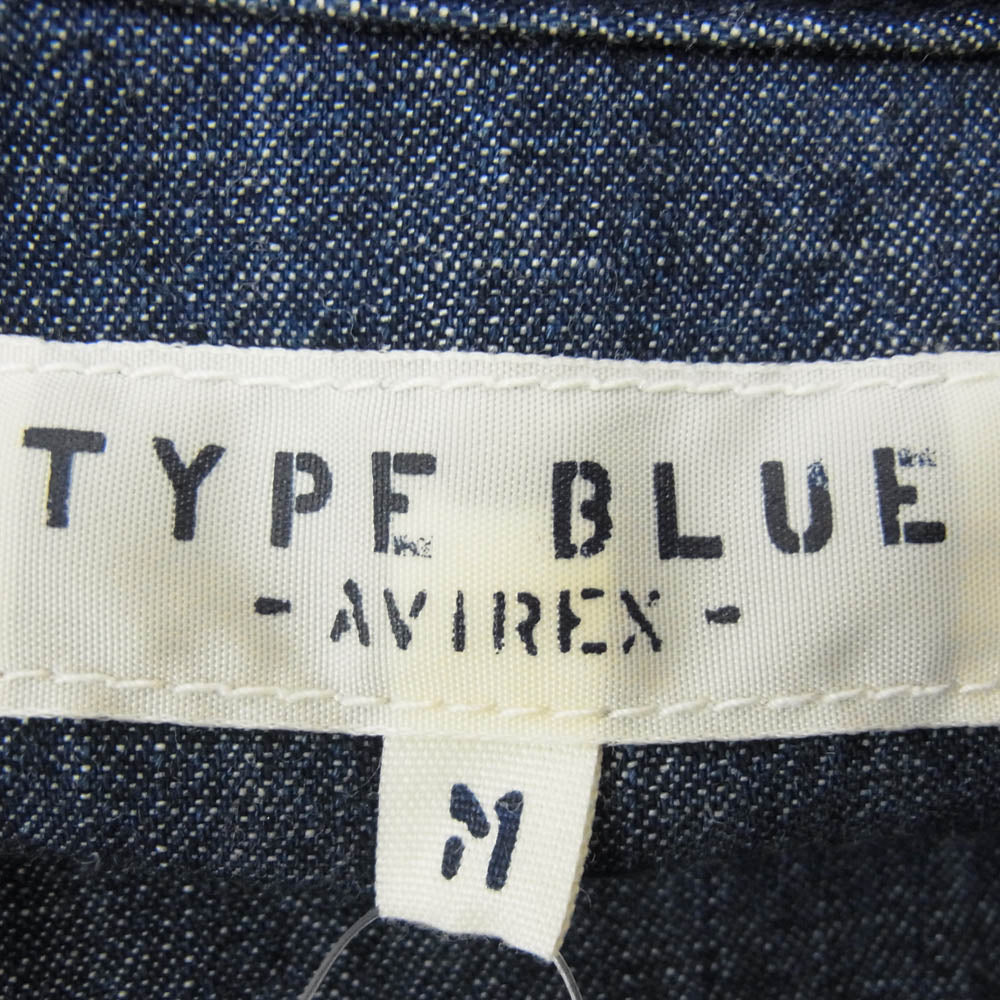 TYPE BLUE
- AVIREX -
M